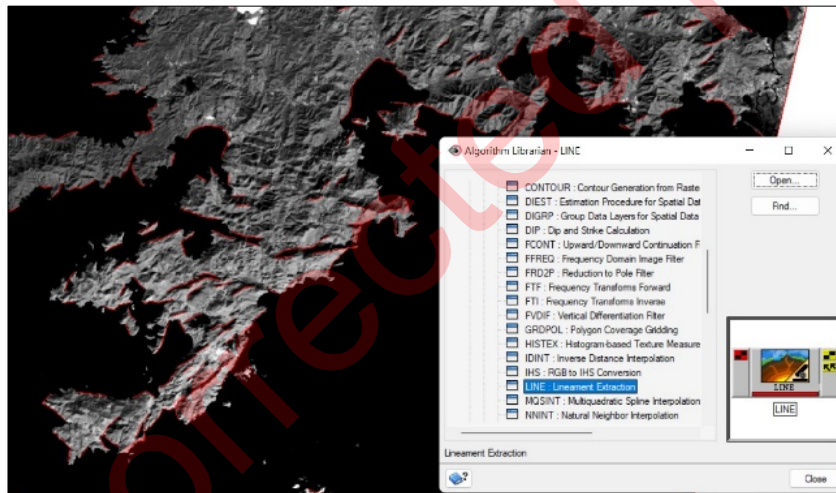 Algorithm Librarian - LINE
CONTOUR : Contour Generation from Raste
DIEST : Estimation Procedure for Spatial Dat
DIGRP : Group Data Layers for Spatial Data
DIP : Dip and Strike Calculation
FCONT : Upward/Downward Continuation F
FFREQ : Frequency Domain Image Filter
FRD2P : Reduction to Pole Filter
FTF : Frequency Transforms Forward
FTI : Frequency Transforms Inverse
FVDIF : Vertical Differentiation Filter
GRDPOL : Polygon Coverage Gridding
HISTEX : Histogram-based Texture Measure
IDINT : Inverse Distance Interpolation
IHS : RGB to IHS Conversion
LINE : Lineament Extraction
MQSINT : Multiquadratic Spline Interpolation
NNINT : Natural Neighbor Interpolation
Open...
Find...
LINE
LINE
Lineament Extraction
Close
orrected